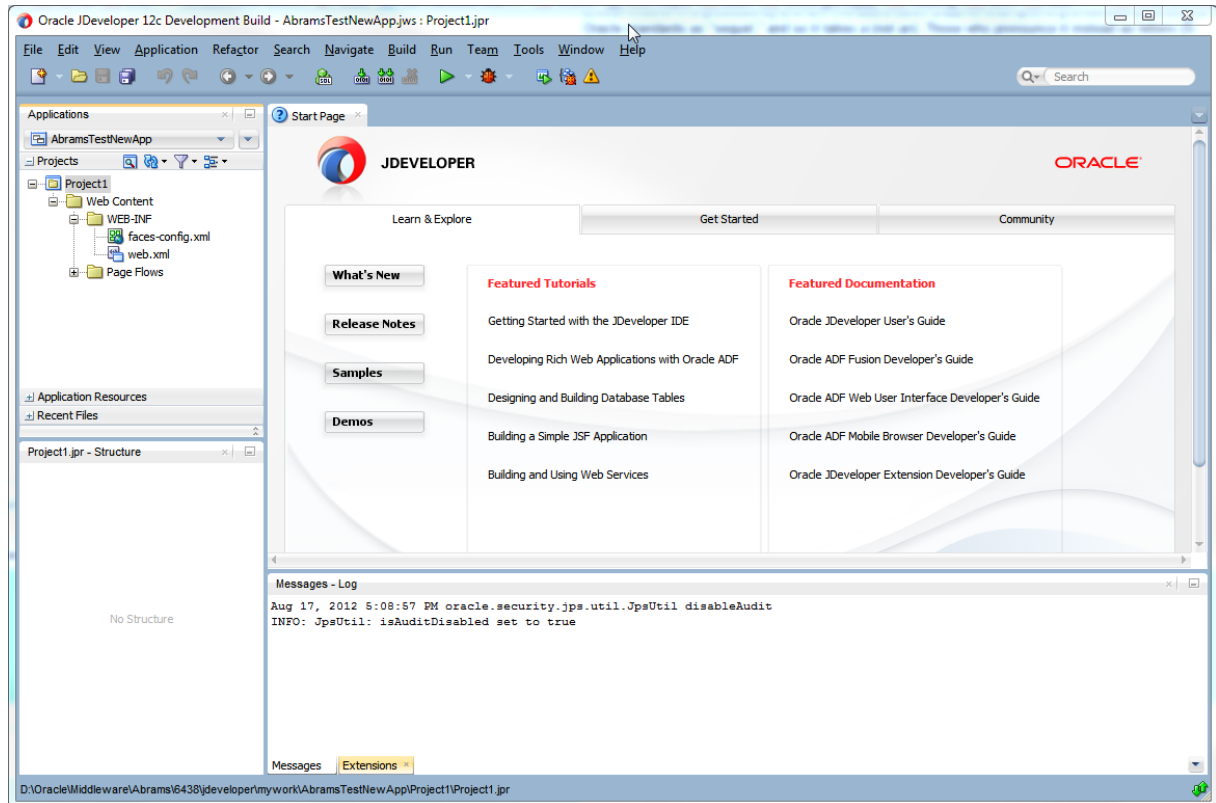 Oracle JDeveloper 12c Development Build - AbramsTestNewApp.jws : Project1.jpr
File Edit View Application Refactor Search Navigate Build Run Team Tools Window Help
Search
Applications
AbramsTestNewApp
Projects
Project1
Web Content
WEB-INF
faces-config.xml
web.xml
Page Flows
Application Resources
Recent Files
Project1.jpr - Structure
No Structure
Start Page
JDEVELOPER
ORACLE
Learn & Explore
Get Started
Community
What's New
Release Notes
Samples
Demos
Featured Tutorials
Getting Started with the JDeveloper IDE
Developing Rich Web Applications with Oracle ADF
Designing and Building Database Tables
Building a Simple JSF Application
Building and Using Web Services
Featured Documentation
Oracle JDeveloper User's Guide
Oracle ADF Fusion Developer's Guide
Oracle ADF Web User Interface Developer's Guide
Oracle ADF Mobile Browser Developer's Guide
Oracle JDeveloper Extension Developer's Guide
Messages - Log
Aug 17, 2012 5:08:57 PM oracle.security.jps.util.JpsUtil disableAudit
INFO: JpsUtil: isAuditDisabled set to true
Messages
Extensions
D:\Oracle\Middleware\Abrams\6438\jdeveloper\mywork\AbramsTestNewApp\Project1\Project1.jpr